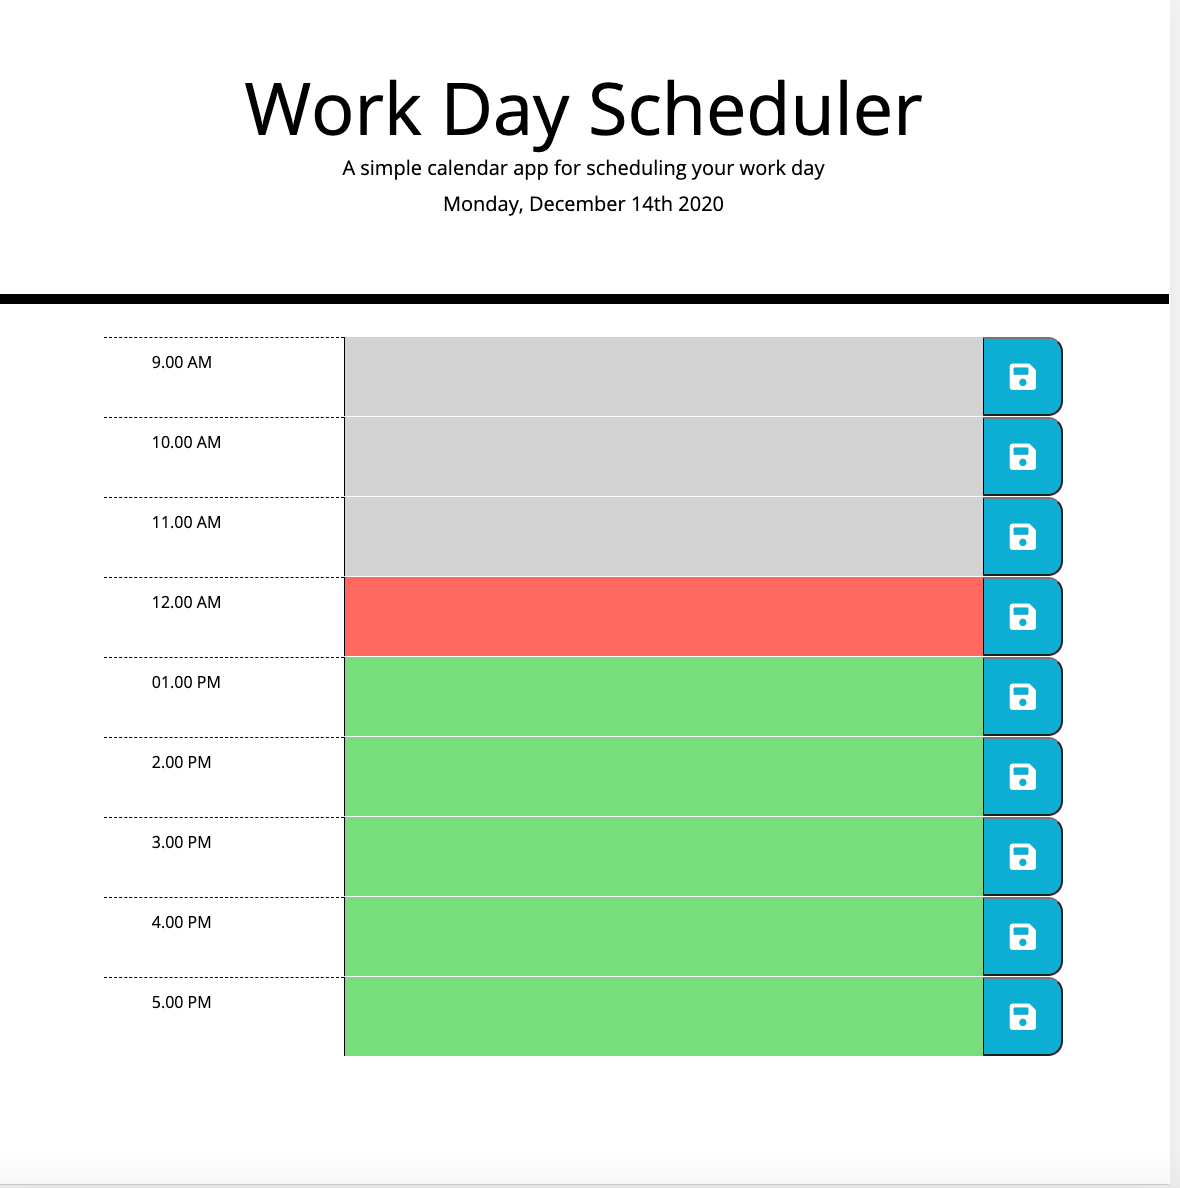 Work Day Scheduler
A simple calendar app for scheduling your work day
Monday, December 14th 2020
9.00 AM
10.00 AM
11.00 AM
12.00 AM
01.00 PM
2.00 PM
3.00 PM
4.00 PM
5.00 PM